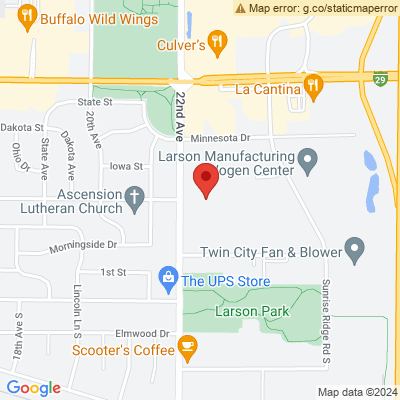 Map error: g.co/staticmaperror
Buffalo Wild Wings
Culver's
La Cantina
29
State St
22nd Ave
Dakota St
20th Ave
Minnesota Dr
State Ave
Ohio Dr
Dakota Ave
Iowa St
Larson Manufacturing
Hogen Center
Ascension
Lutheran Church
Morningside Dr
Twin City Fan & Blower
1st St
The UPS Store
Lincoln Ln S
18th Ave S
Larson Park
Sunrise Ridge Rd S
Elmwood Dr
Scooter's Coffee
Google
Map data ©2024